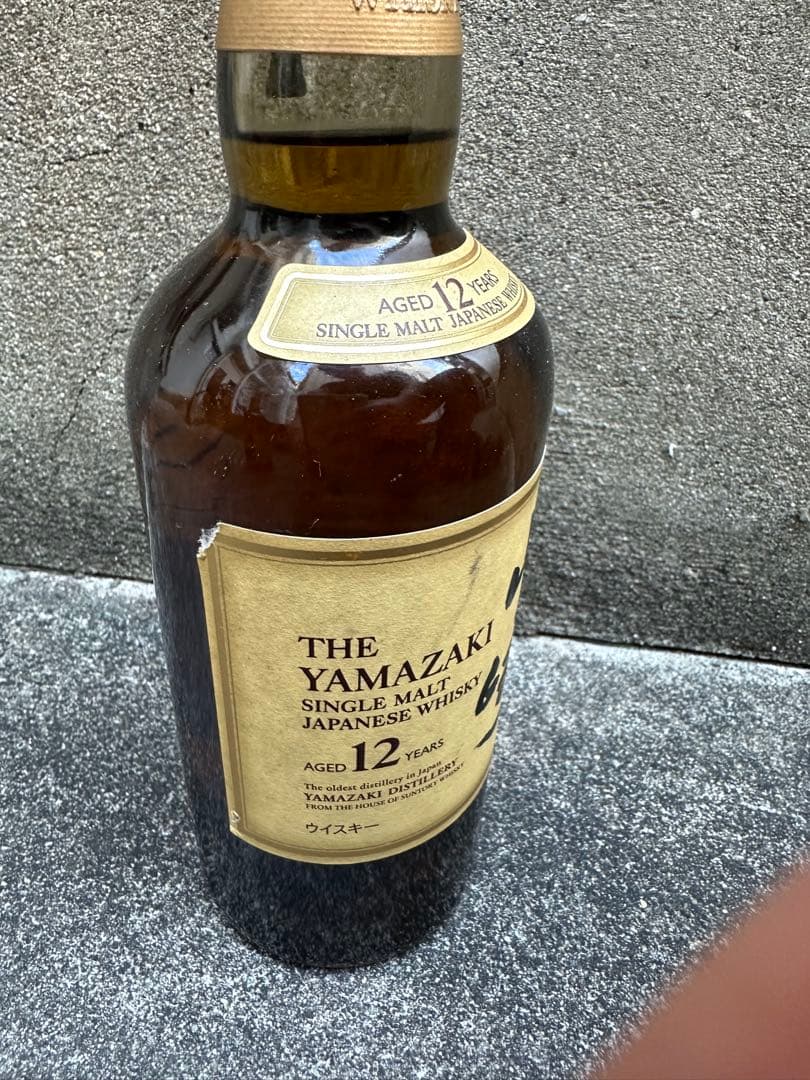 AGED 12 YEARS
SINGLE MALT JAPANESE
THE
YAMAZAKI
SINGLE MALT
JAPANESE WHISKY
AGED 12 YEARS
The oldest distillery in Japan
YAMAZAKI DISTILLERY
FROM THE HOUSE OF SUNTORY WHISKY
ウイスキー